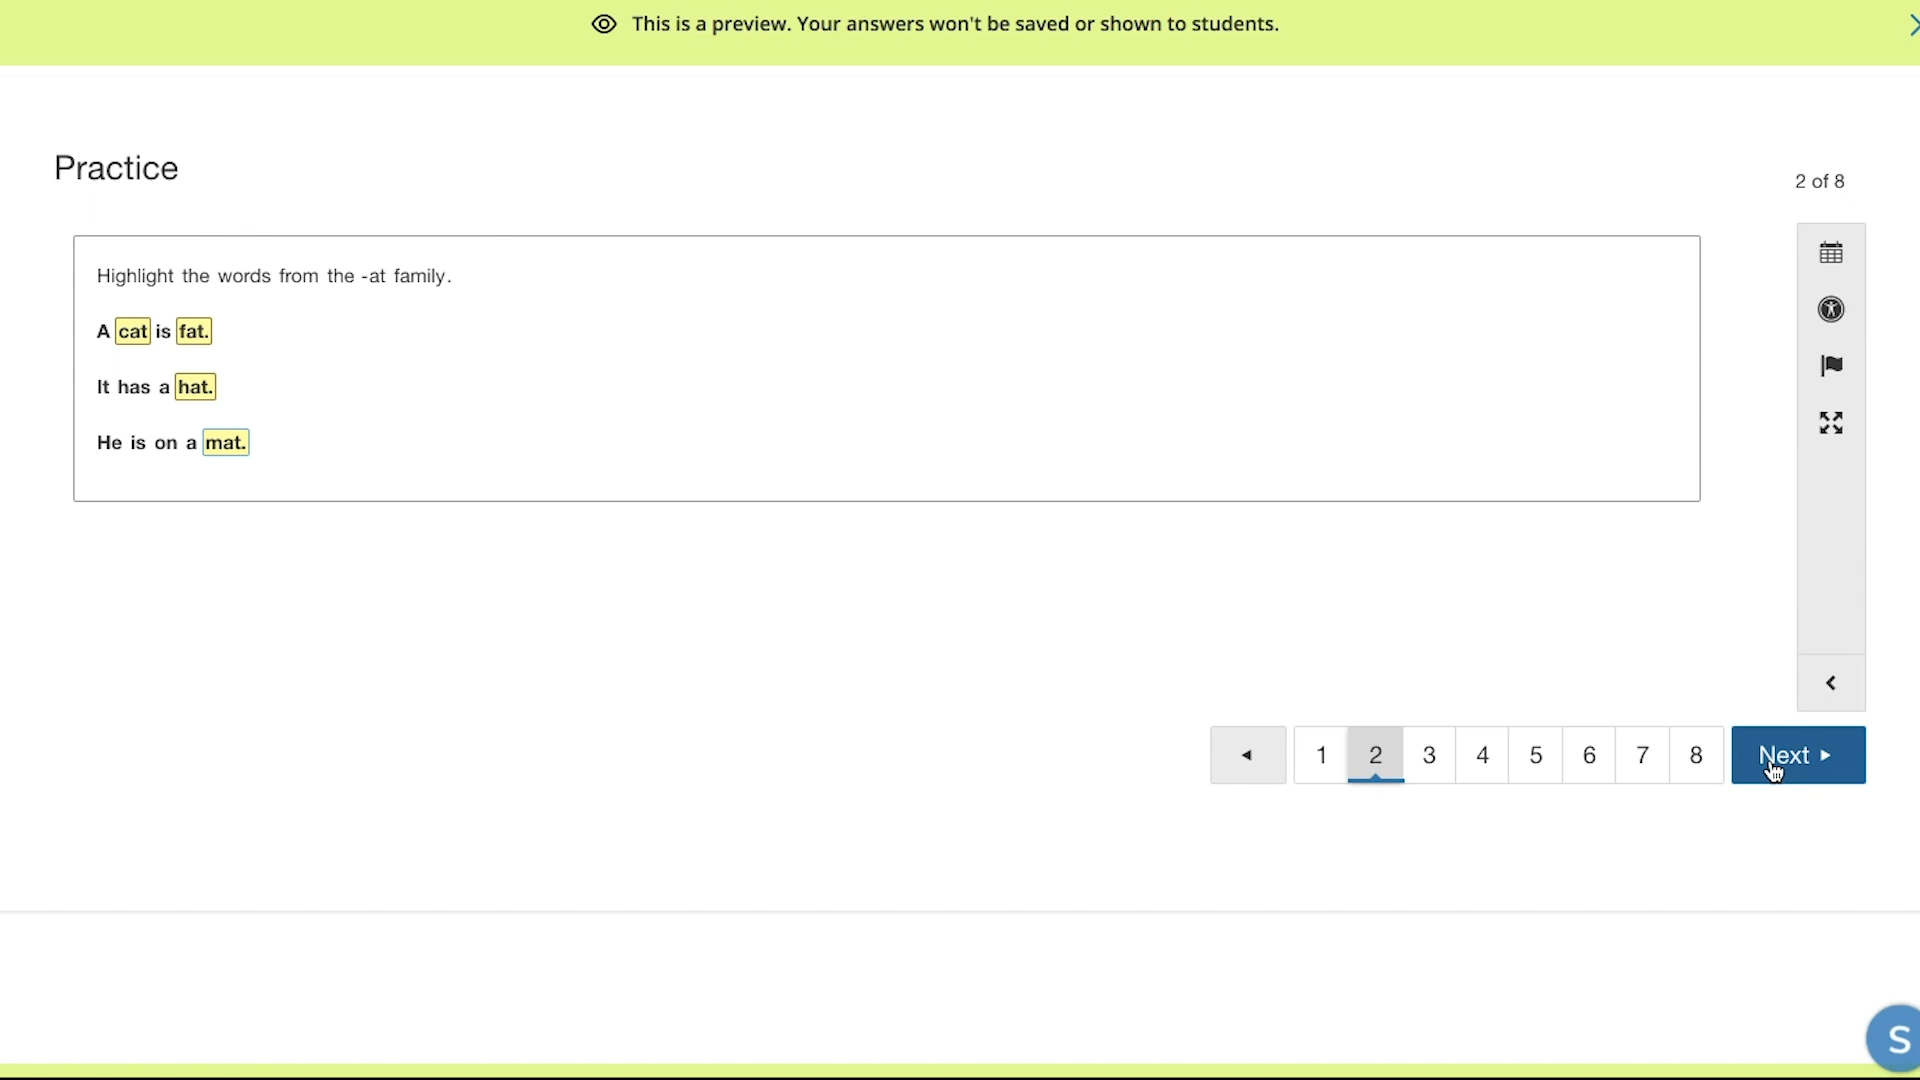 This is a preview. Your answers won't be saved or shown to students.
Practice
2 of 8
Highlight the words from the -at family.
A cat is fat.
It has a hat.
He is on a mat.
1 2 3 4 5 6 7 8 Next
S